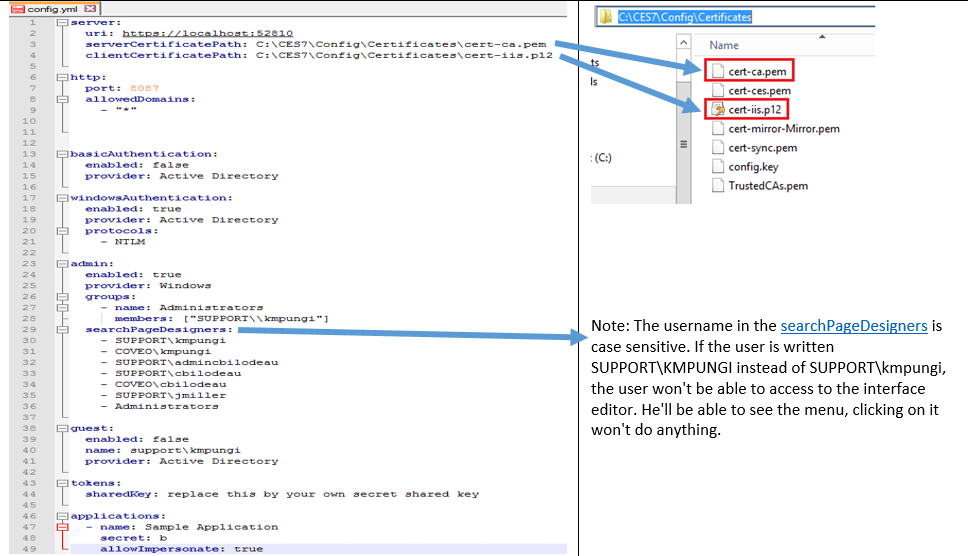 config.yml
1 server:
2 uri: https://localhost:52810
3 serverCertificatePath: C:\CES7\Config\Certificates\cert-ca.pem
4 clientCertificatePath: C:\CES7\Config\Certificates\cert-iis.p12
5
6 http:
7 port: 8087
8 allowedDomains:
9 - "*"
10
11
12
13 basicAuthentication:
14 enabled: false
15 provider: Active Directory
16
17 windowsAuthentication:
18 enabled: true
19 provider: Active Directory
20 protocols:
21 - NTLM
22
23 admin:
24 enabled: true
25 provider: Windows
26 groups:
27 - name: Administrators
28 members: ["SUPPORT\\kmpungi"]
29 searchPageDesigners:
30 - SUPPORT\kmpungi
31 - COVEO\kmpungi
32 - SUPPORT\admincbilodeau
33 - SUPPORT\cbilodeau
34 - COVEO\cbilodeau
35 - SUPPORT\jmiller
36 - Administrators
37
38 guest:
39 enabled: false
40 name: support\kmpungi
41 provider: Active Directory
42
43 tokens:
44 sharedKey: replace this by your own secret shared key
45
46 applications:
47 - name: Sample Application
48 secret: b
49 allowImpersonate: true
C:\CES7\Config\Certificates
Name
ts
ls
: (C:)
cert-ca.pem
cert-ces.pem
cert-iis.p12
cert-mirror-Mirror.pem
cert-sync.pem
config.key
TrustedCAs.pem
Note: The username in the searchPageDesigners is
case sensitive. If the user is written
SUPPORT\KMPUNGI instead of SUPPORT\kmpungi,
the user won't be able to access to the interface
editor. He'll be able to see the menu, clicking on it
won't do anything.